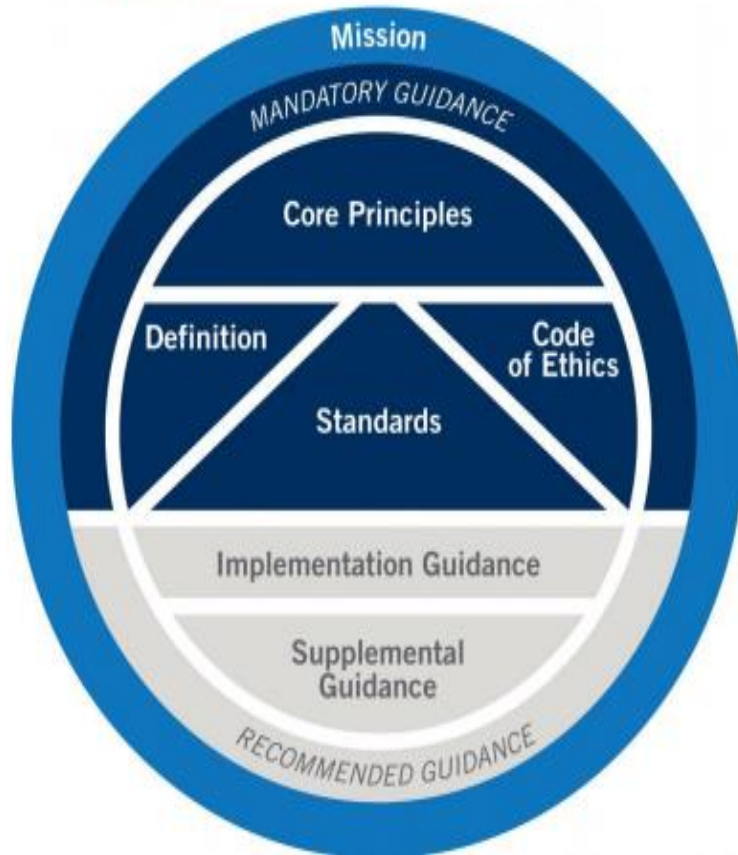 Mission
MANDATORY GUIDANCE
Core Principles
Definition
Code
of Ethics
Standards
Implementation Guidance
Supplemental
Guidance
RECOMMENDED GUIDANCE